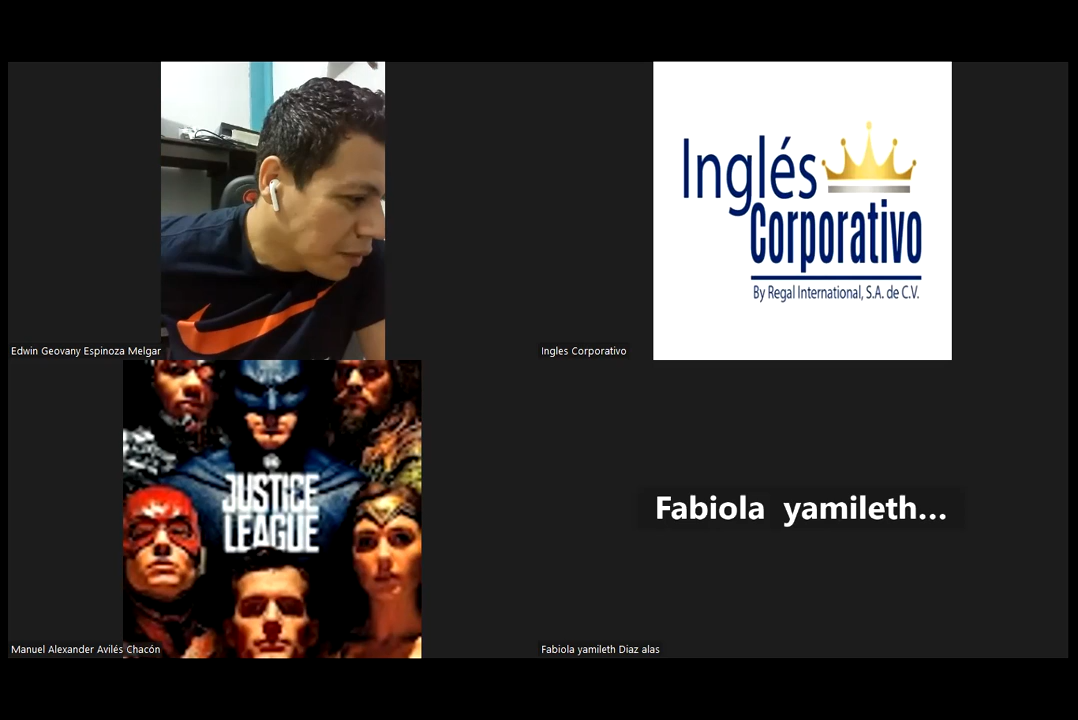 Inglés
Corporativo
By Regal International, S.A. de C.V.
Edwin Geovany Espinoza Melgar
Ingles Corporativo
JUSTICE
LEAGUE
Fabiola yamileth...
Manuel Alexander Avilés Chacón
Fabiola yamileth Diaz alas